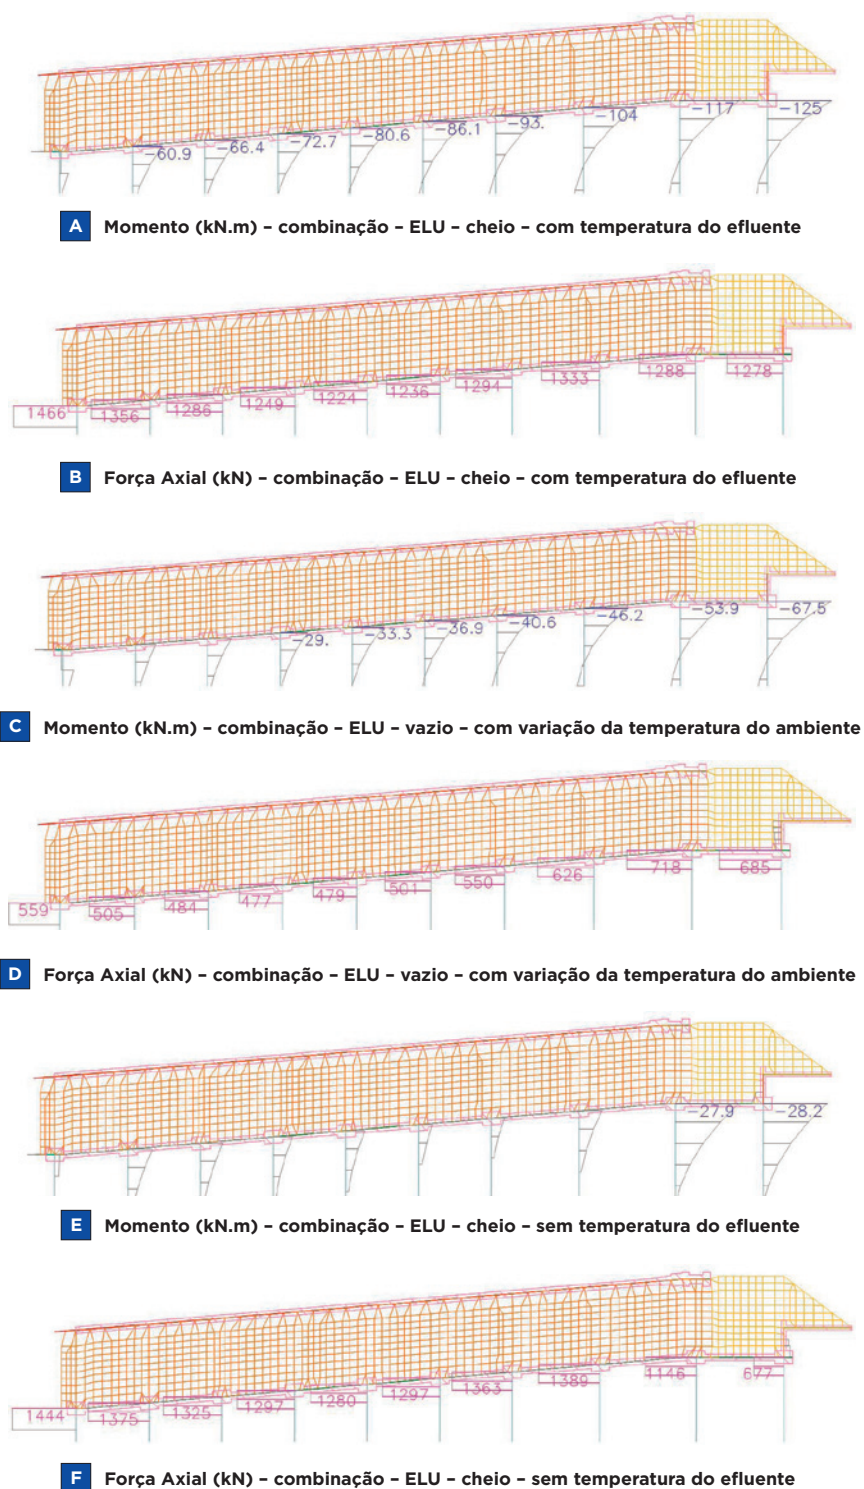 -60.9 -66.4 -72.7 -80.6 -86.1 -93. -104 -117 -125
A Momento (kN.m) – combinação – ELU – cheio – com temperatura do efluente
1466 1356 1286 1249 1224 1236 1294 1333 1288 1278
B Força Axial (kN) – combinação – ELU – cheio – com temperatura do efluente
-29. -33.3 -36.9 -40.6 -46.2 -53.9 -67.5
C Momento (kN.m) – combinação – ELU – vazio – com variação da temperatura do ambiente
559 505 484 477 479 501 550 626 718 685
D Força Axial (kN) – combinação – ELU – vazio – com variação da temperatura do ambiente
-27.9 -28.2
E Momento (kN.m) – combinação – ELU – cheio – sem temperatura do efluente
1444 1375 1325 1297 1280 1297 1363 1389 1146 677
F Força Axial (kN) – combinação – ELU – cheio – sem temperatura do efluente